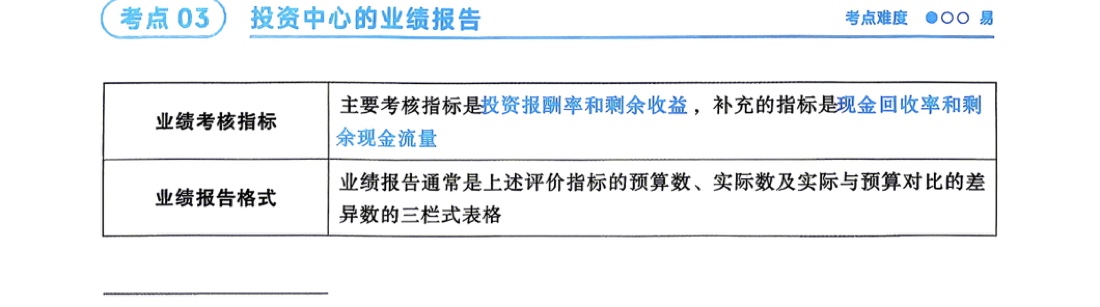 考点 03 投资中心的业绩报告 考点难度 易
业绩考核指标
主要考核指标是投资报酬率和剩余收益，补充的指标是现金回收率和剩
余现金流量
业绩报告格式
业绩报告通常是上述评价指标的预算数、实际数及实际与预算对比的差
异数的三栏式表格